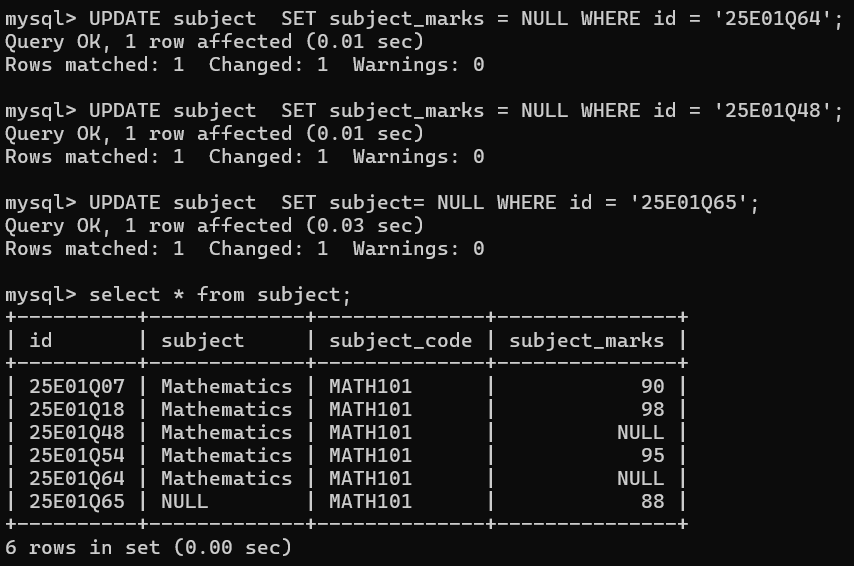 mysql> UPDATE subject  SET subject_marks = NULL WHERE id = '25E01Q64';
Query OK, 1 row affected (0.01 sec)
Rows matched: 1  Changed: 1  Warnings: 0

mysql> UPDATE subject  SET subject_marks = NULL WHERE id = '25E01Q48';
Query OK, 1 row affected (0.01 sec)
Rows matched: 1  Changed: 1  Warnings: 0

mysql> UPDATE subject  SET subject= NULL WHERE id = '25E01Q65';
Query OK, 1 row affected (0.03 sec)
Rows matched: 1  Changed: 1  Warnings: 0

mysql> select * from subject;
+----------+-------------+--------------+---------------+
| id       | subject     | subject_code | subject_marks |
+----------+-------------+--------------+---------------+
| 25E01Q07 | Mathematics | MATH101      |            90 |
| 25E01Q18 | Mathematics | MATH101      |            98 |
| 25E01Q48 | Mathematics | MATH101      |          NULL |
| 25E01Q54 | Mathematics | MATH101      |            95 |
| 25E01Q64 | Mathematics | MATH101      |          NULL |
| 25E01Q65 | NULL        | MATH101      |            88 |
+----------+-------------+--------------+---------------+
6 rows in set (0.00 sec)